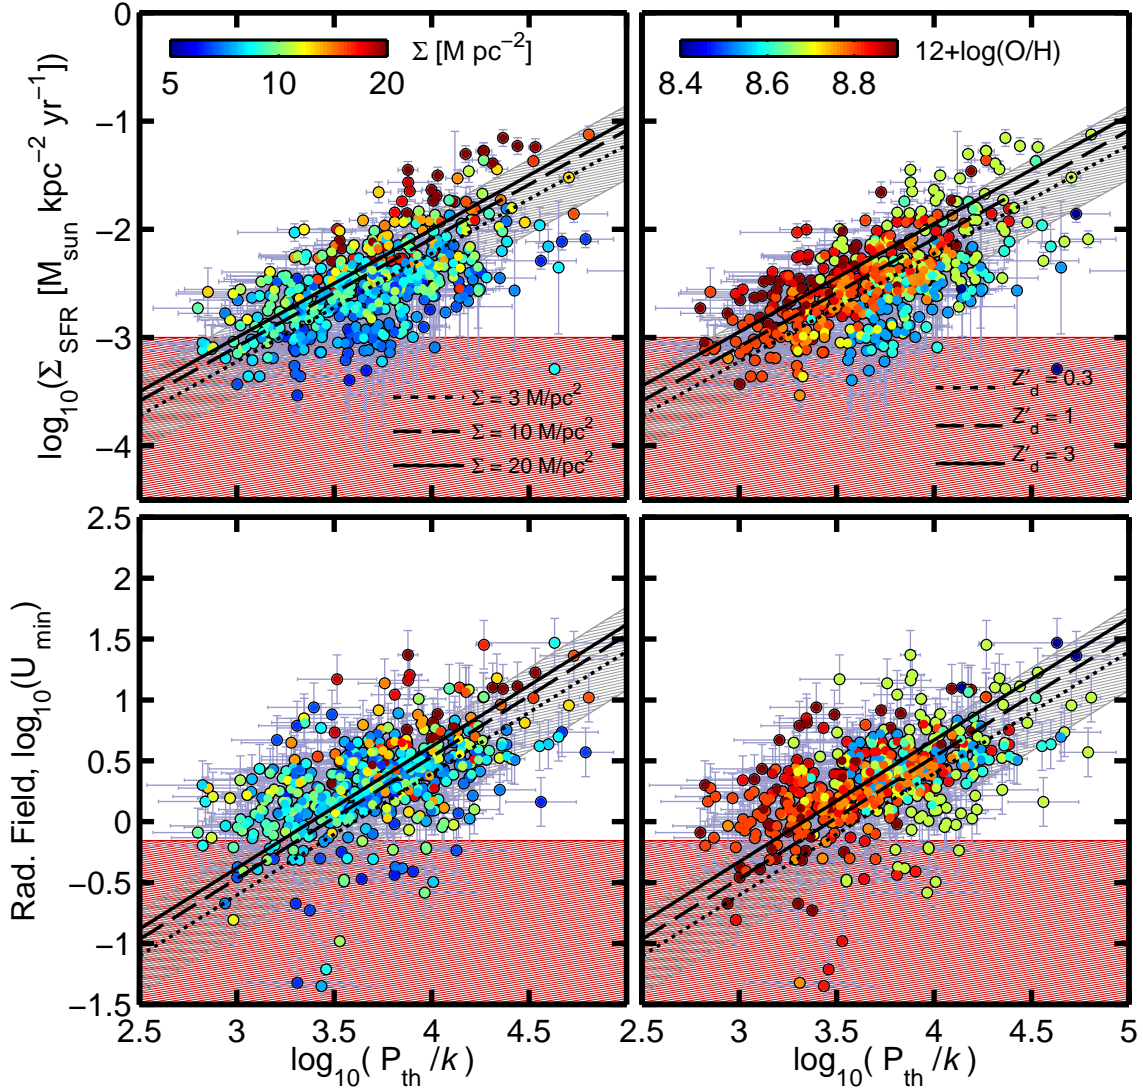 0
−1
−2
−3
−4
log₁₀(Σ_SFR [M_sun kpc⁻² yr⁻¹])
Σ [M pc⁻²]
5 10 20
Σ = 3 M/pc²
Σ = 10 M/pc²
Σ = 20 M/pc²
12+log(O/H)
8.4 8.6 8.8
Z′_d = 0.3
Z′_d = 1
Z′_d = 3
2.5
2
1.5
1
0.5
0
−0.5
−1
−1.5
Rad. Field, log₁₀(U_min)
2.5 3 3.5 4 4.5 2.5 3 3.5 4 4.5 5
log₁₀( P_th /k)
log₁₀( P_th /k)